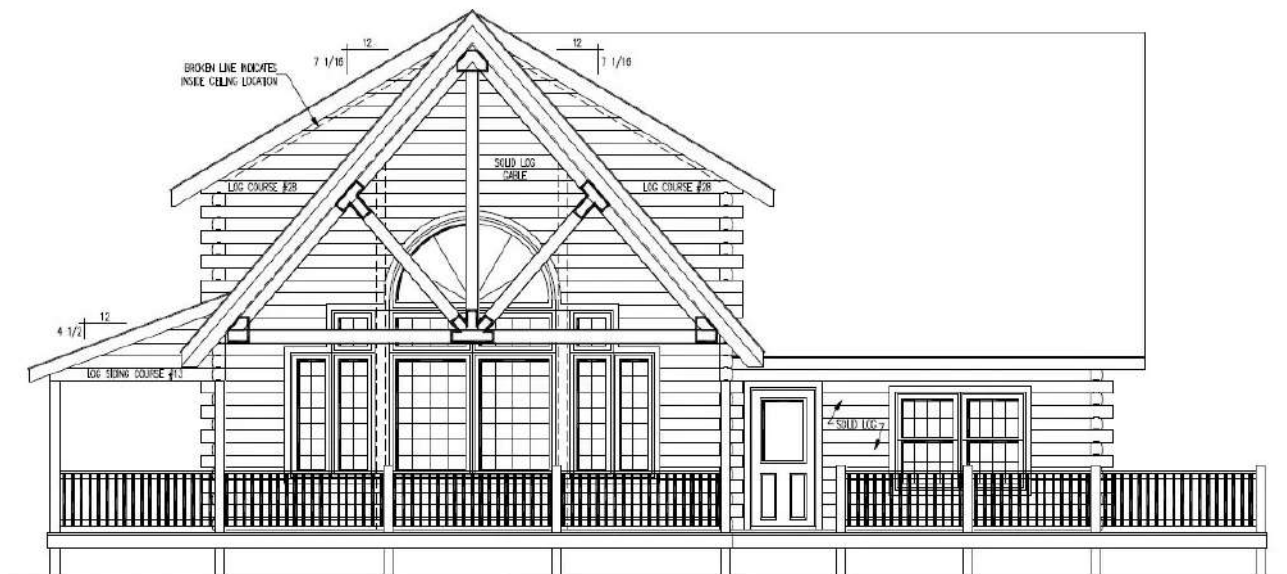 12
7 1/16
12
7 1/16
BROKEN LINE INDICATES
INSIDE CEILING LOCATION
SOLID LOG
GABLE
LOG COURSE #28
LOG COURSE #28
12
4 1/2
LOG SIDING COURSE #13
SOLID LOG